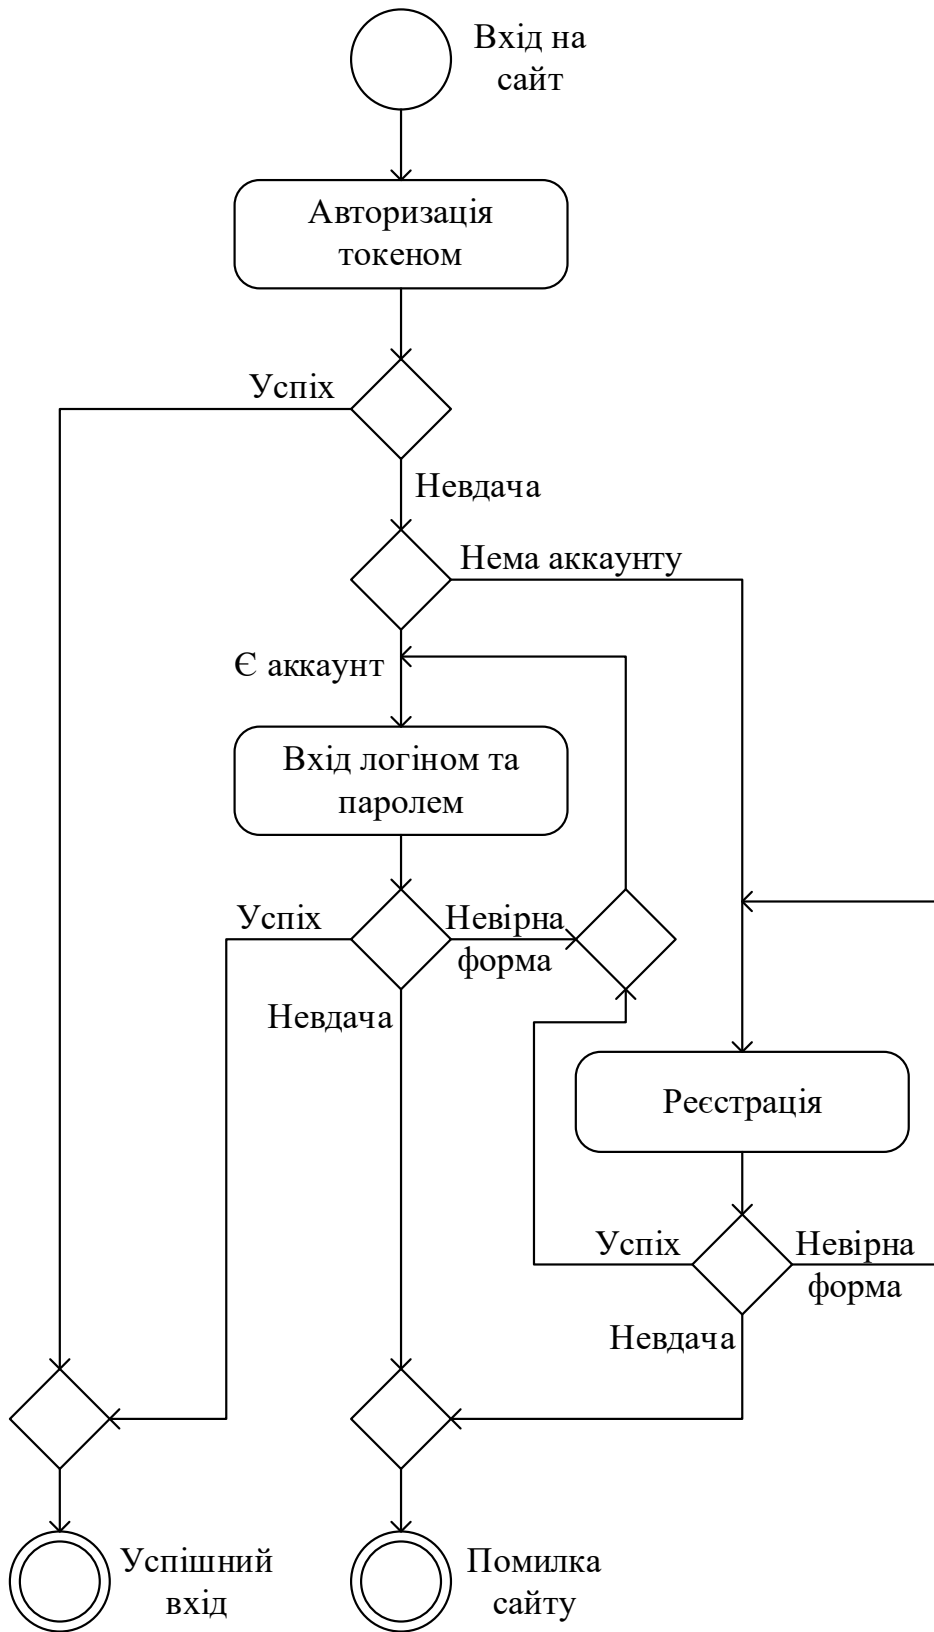 Вхід на
сайт
Авторизація
токеном
Успіх
Невдача
Нема аккаунту
Є аккаунт
Вхід логіном та
паролем
Успіх
Невірна
форма
Невдача
Реєстрація
Успіх
Невірна
форма
Невдача
Успішний
вхід
Помилка
сайту